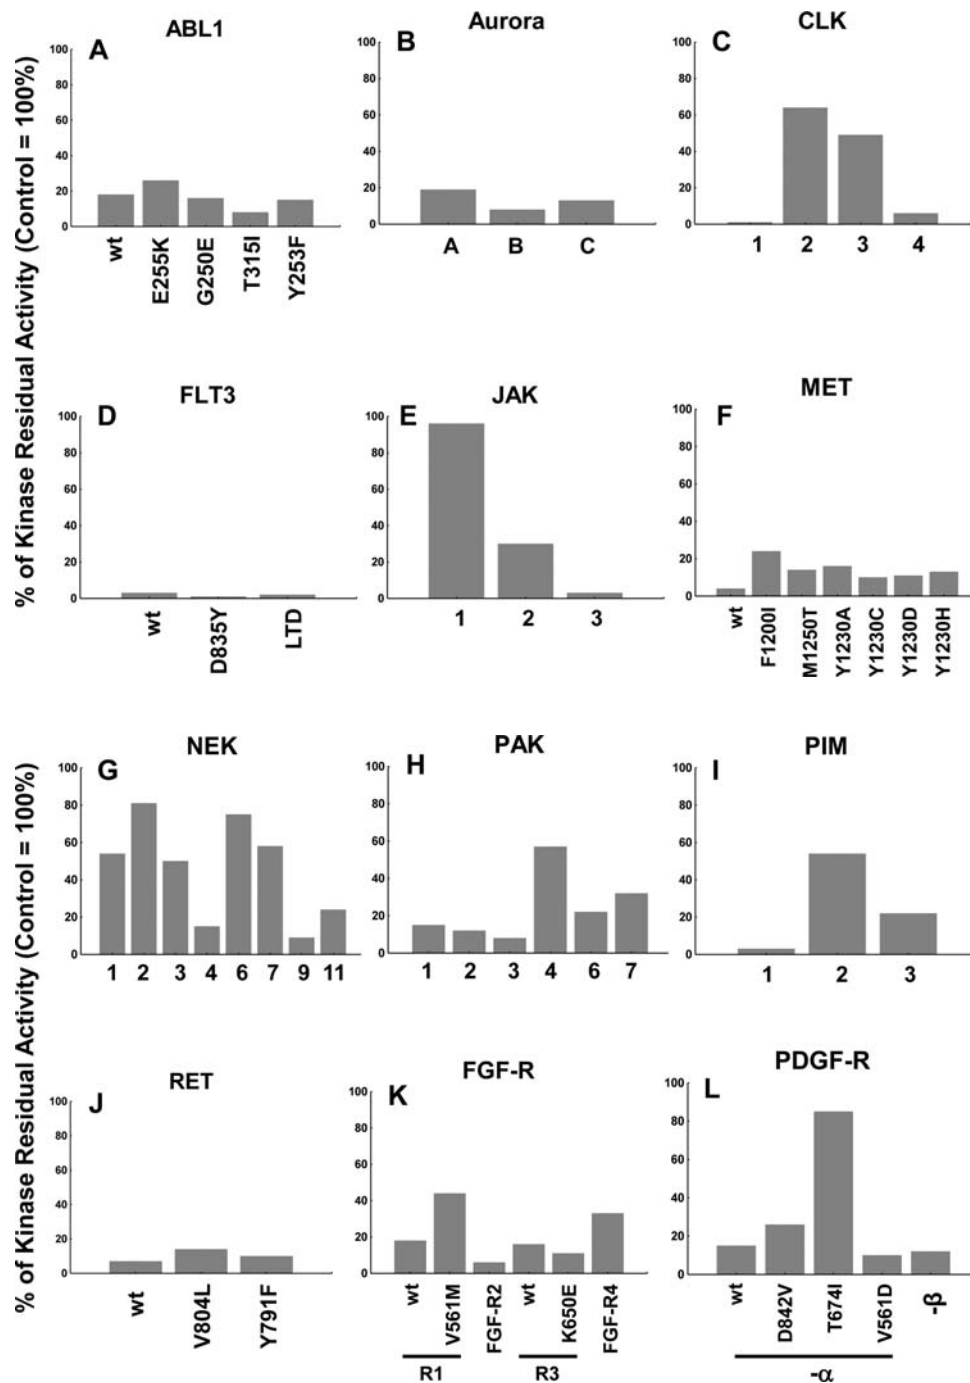 % of Kinase Residual Activity (Control = 100%)
A
ABL1
100
80
60
40
20
0
wt
E255K
G250E
T315I
Y253F
B
Aurora
100
80
60
40
20
0
A
B
C
C
CLK
100
80
60
40
20
0
1
2
3
4
D
FLT3
100
80
60
40
20
0
wt
D835Y
LTD
E
JAK
100
80
60
40
20
0
1
2
3
F
MET
100
80
60
40
20
0
wt
F1200I
M1250T
Y1230A
Y1230C
Y1230D
Y1230H
% of Kinase Residual Activity (Control = 100%)
G
NEK
100
80
60
40
20
0
1
2
3
4
6
7
9
11
H
PAK
100
80
60
40
20
0
1
2
3
4
6
7
I
PIM
100
80
60
40
20
0
1
2
3
J
RET
100
80
60
40
20
0
wt
V804L
Y791F
K
FGF-R
100
80
60
40
20
0
wt
V561M
FGF-R2
wt
K650E
FGF-R4
R1
R3
L
PDGF-R
100
80
60
40
20
0
wt
D842V
T674I
V561D
-β
-α